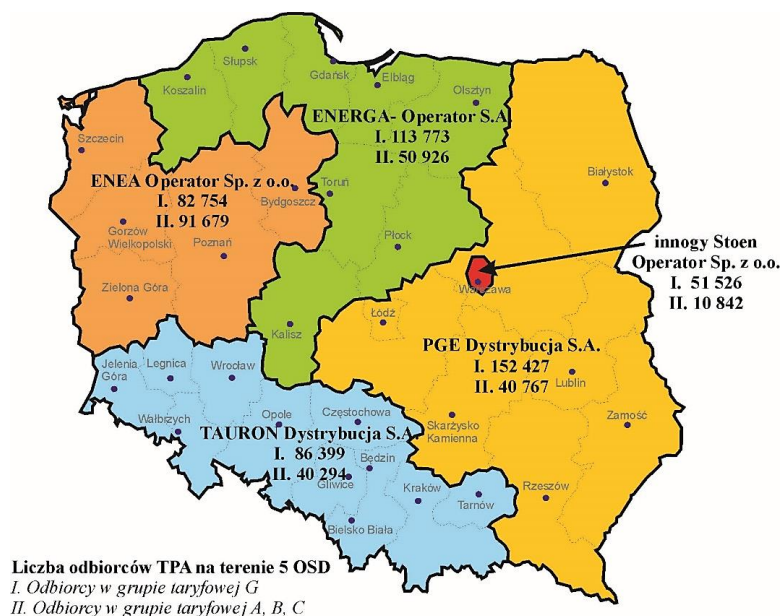 Słupsk
Koszalin
Gdańsk
Elbląg
Olsztyn
ENERGA- Operator S.A.
I. 113 773
II. 50 926
Szczecin
ENEA Operator Sp. z o.o.
I. 82 754
II. 91 679
Bydgoszcz
Toruń
Gorzów
Wielkopolski
Poznań
Płock
Zielona Góra
Kalisz
Białystok
innogy Stoen
Operator Sp. z o.o.
I. 51 526
II. 10 842
Warszawa
Łódź
PGE Dystrybucja S.A.
I. 152 427
II. 40 767
Lublin
Zamość
Skarżysko
Kamienna
Rzeszów
Jelenia
Góra
Legnica
Wrocław
Wałbrzych
Opole
Częstochowa
TAURON Dystrybucja S.A.
I. 86 399
II. 40 294
Będzin
Gliwice
Kraków
Tarnów
Bielsko Biała
Liczba odbiorców TPA na terenie 5 OSD
I. Odbiorcy w grupie taryfowej G
II. Odbiorcy w grupie taryfowej A, B, C